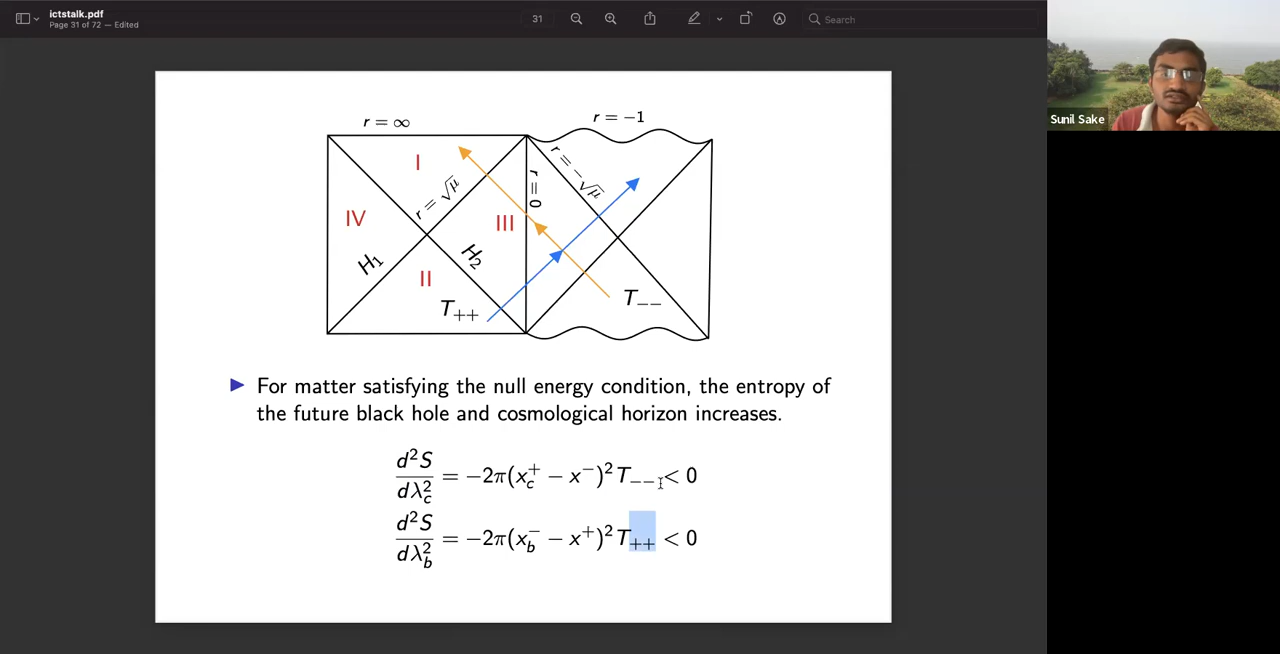 ictstalk.pdf
Page 31 of 72 — Edited
31
Search
Sunil Sake
r = ∞
r = −1
I
r = √μ
r = 0
r = −√μ
IV
III
H₁
H₂
II
T₊₊
T₋₋
▶ For matter satisfying the null energy condition, the entropy of
the future black hole and cosmological horizon increases.
d²S/dλ_c² = −2π(x_c⁺ − x⁻)² T₋₋ < 0
d²S/dλ_b² = −2π(x_b⁻ − x⁺)² T₊₊ < 0